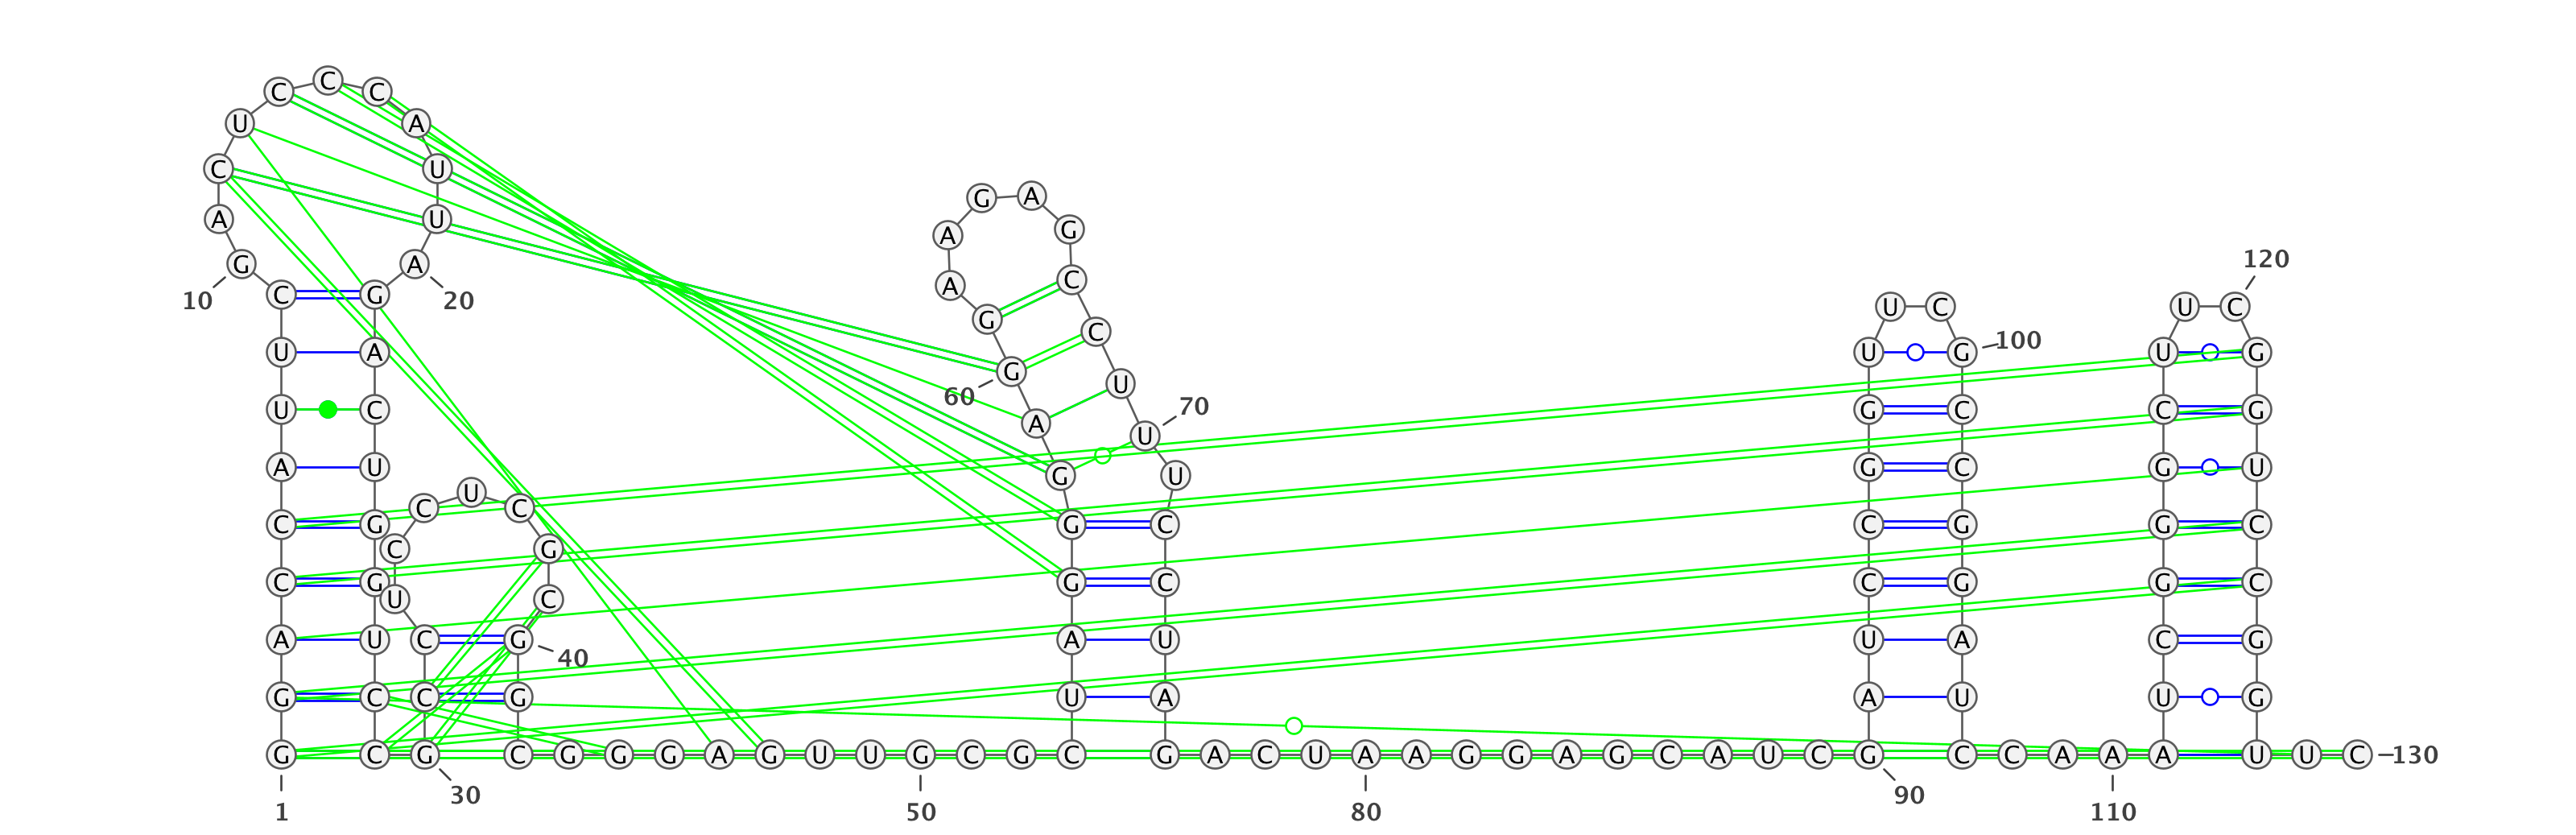 C
C C
U A
C U
G A
A U
A G
120
G A
A C
C G
10 20
U C U C
G
C
100
U A U G U G
G
U
60
70
U C G C C G
A
U
A U G C G U
G U
U
C C
C G G C C G G C
C G
C G G C C G G C
U C
A U C G A U U A C G
40
G C C G U A A U U G
G C G C G G G A G U U G C G C G A C U A A G G A G C A U C G C C A A A U U C 130
30 90
1 50 80 110